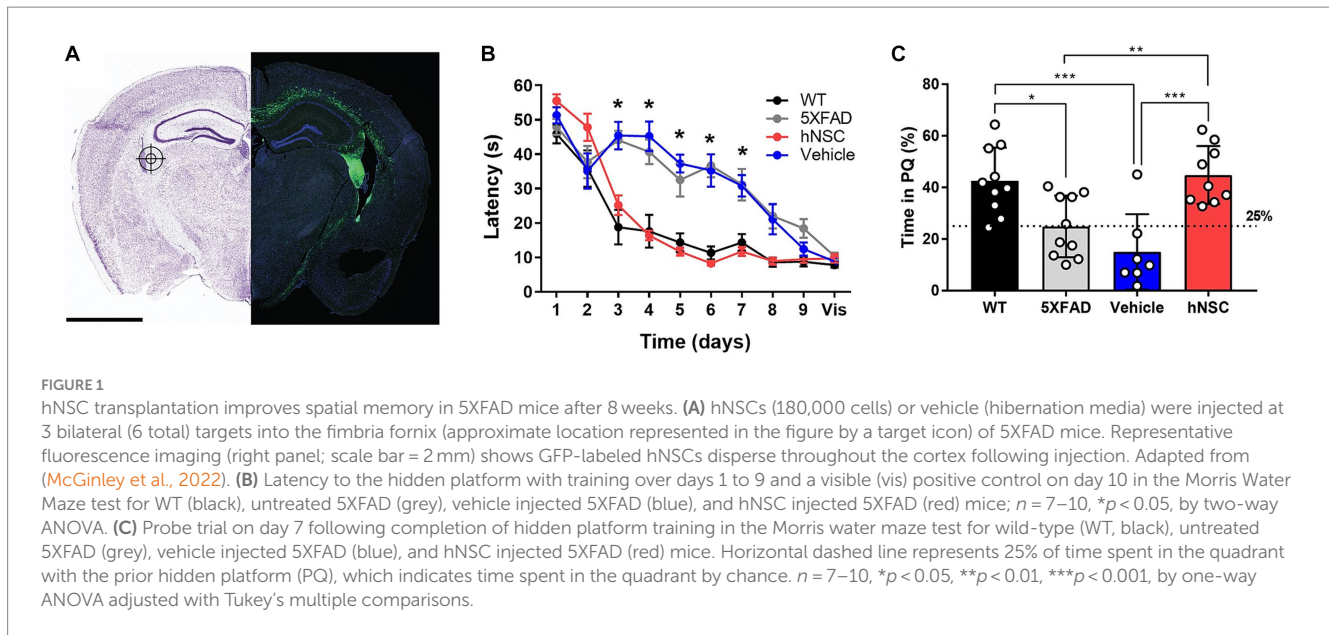 A
B
C
60
50
40
30
20
10
0
Latency (s)
* * * * *
WT
5XFAD
hNSC
Vehicle
1 2 3 4 5 6 7 8 9 Vis
Time (days)
**
***
* ***
80
60
40
20
0
Time in PQ (%)
25%
WT 5XFAD Vehicle hNSC
FIGURE 1
hNSC transplantation improves spatial memory in 5XFAD mice after 8 weeks. (A) hNSCs (180,000 cells) or vehicle (hibernation media) were injected at
3 bilateral (6 total) targets into the fimbria fornix (approximate location represented in the figure by a target icon) of 5XFAD mice. Representative
fluorescence imaging (right panel; scale bar = 2 mm) shows GFP-labeled hNSCs disperse throughout the cortex following injection. Adapted from
(McGinley et al., 2022). (B) Latency to the hidden platform with training over days 1 to 9 and a visible (vis) positive control on day 10 in the Morris Water
Maze test for WT (black), untreated 5XFAD (grey), vehicle injected 5XFAD (blue), and hNSC injected 5XFAD (red) mice; n = 7–10, *p < 0.05, by two-way
ANOVA. (C) Probe trial on day 7 following completion of hidden platform training in the Morris water maze test for wild-type (WT, black), untreated
5XFAD (grey), vehicle injected 5XFAD (blue), and hNSC injected 5XFAD (red) mice. Horizontal dashed line represents 25% of time spent in the quadrant
with the prior hidden platform (PQ), which indicates time spent in the quadrant by chance. n = 7–10, *p < 0.05, **p < 0.01, ***p < 0.001, by one-way
ANOVA adjusted with Tukey's multiple comparisons.